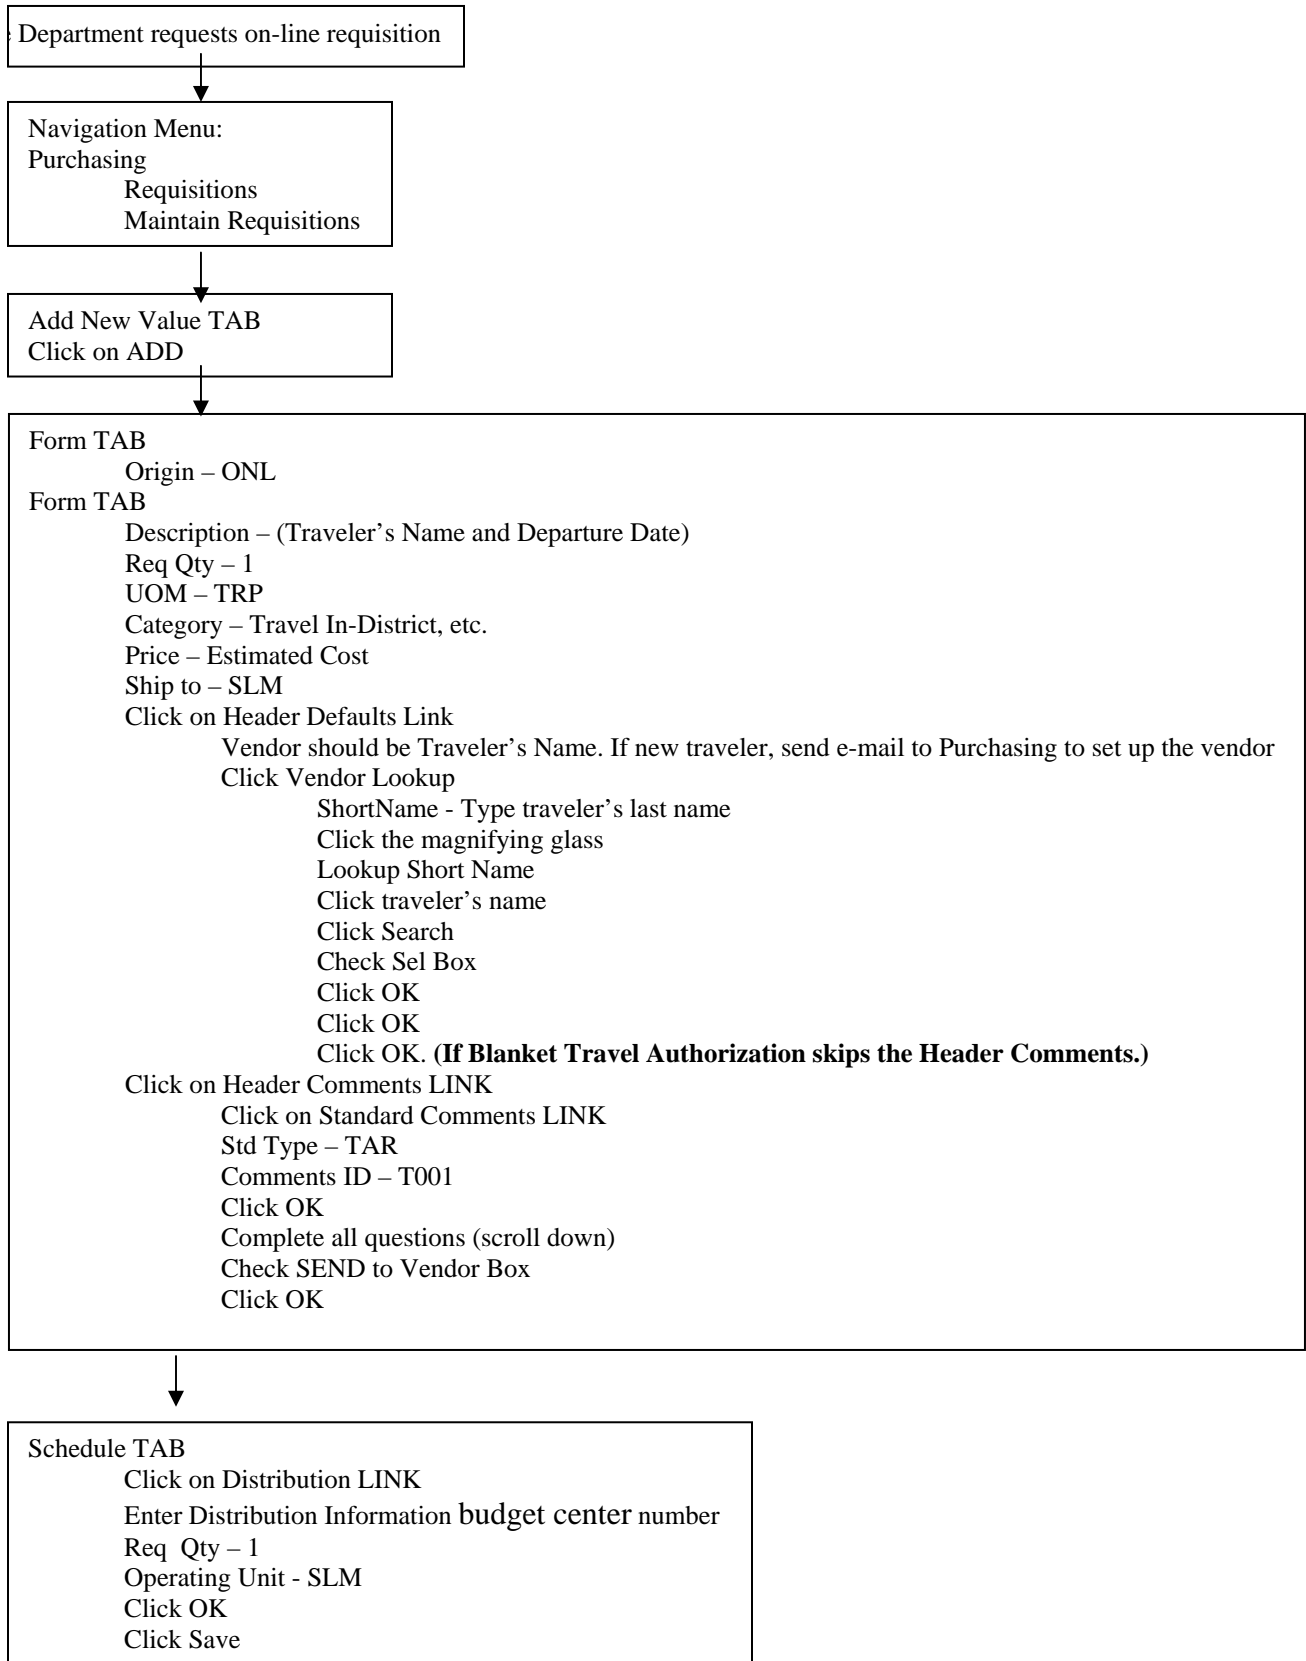 Department requests on-line requisition
Navigation Menu:
Purchasing
Requisitions
Maintain Requisitions
Add New Value TAB
Click on ADD
Form TAB
Origin – ONL
Form TAB
Description – (Traveler’s Name and Departure Date)
Req Qty – 1
UOM – TRP
Category – Travel In-District, etc.
Price – Estimated Cost
Ship to – SLM
Click on Header Defaults Link
Vendor should be Traveler’s Name. If new traveler, send e-mail to Purchasing to set up the vendor
Click Vendor Lookup
ShortName - Type traveler’s last name
Click the magnifying glass
Lookup Short Name
Click traveler’s name
Click Search
Check Sel Box
Click OK
Click OK
Click OK. (If Blanket Travel Authorization skips the Header Comments.)
Click on Header Comments LINK
Click on Standard Comments LINK
Std Type – TAR
Comments ID – T001
Click OK
Complete all questions (scroll down)
Check SEND to Vendor Box
Click OK
Schedule TAB
Click on Distribution LINK
Enter Distribution Information budget center number
Req  Qty – 1
Operating Unit - SLM
Click OK
Click Save